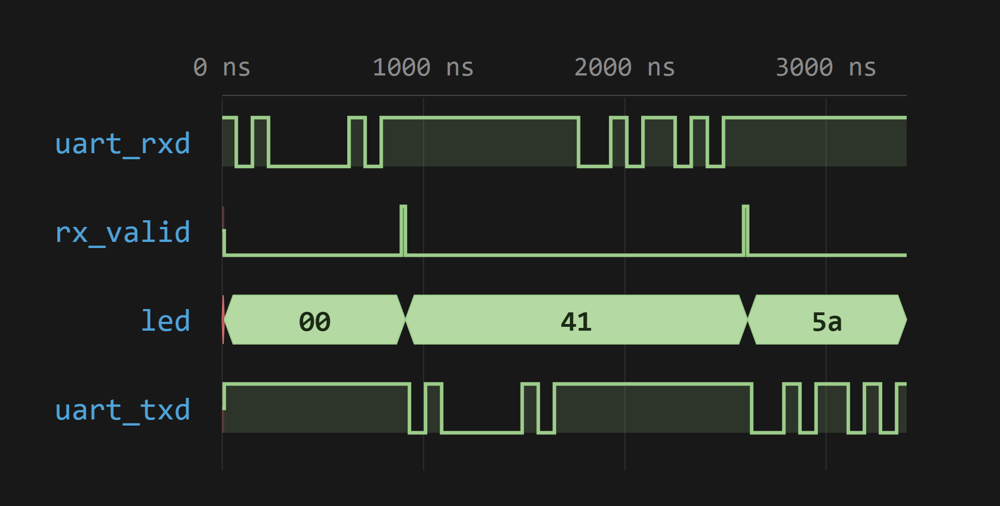 0 ns 1000 ns 2000 ns 3000 ns
uart_rxd
rx_valid
led 00 41 5a
uart_txd